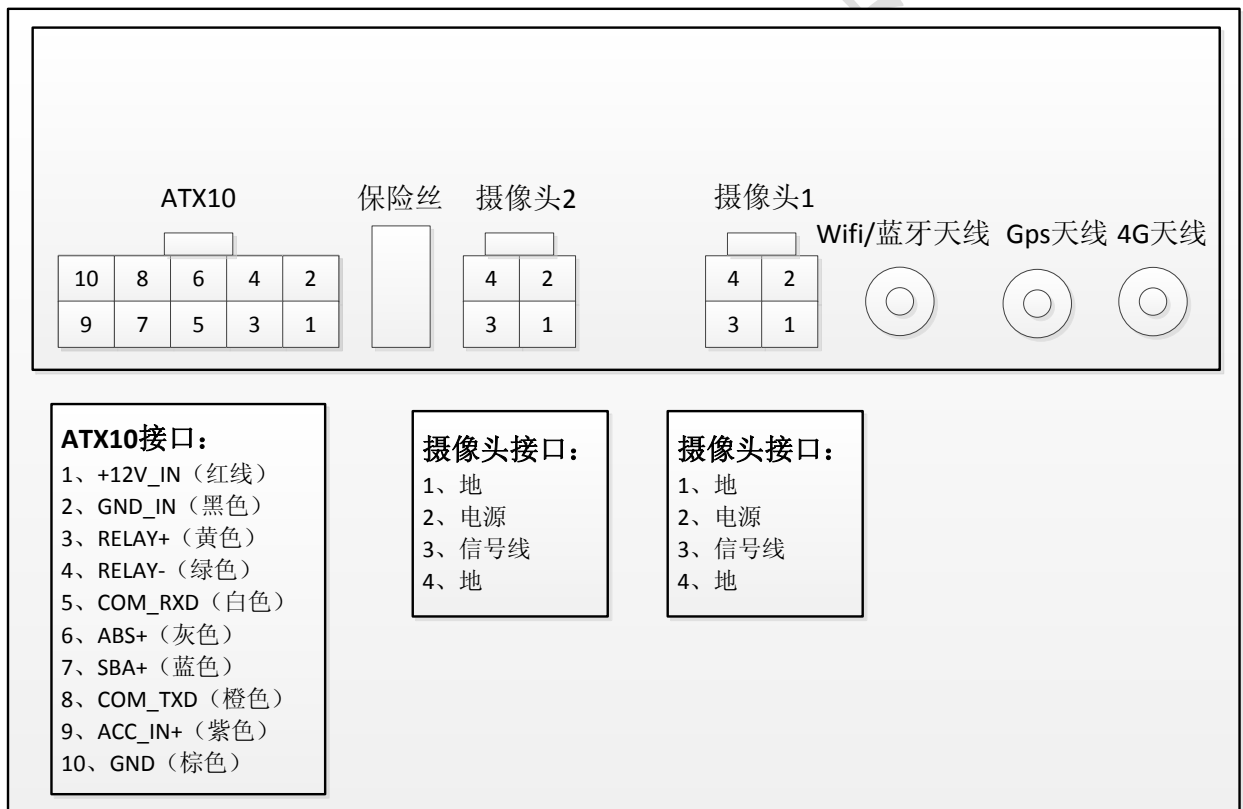 ATX10
保险丝
摄像头2
摄像头1
Wifi/蓝牙天线
Gps天线
4G天线
10 8 6 4 2
9 7 5 3 1
4 2
3 1
4 2
3 1
ATX10接口：
1、+12V_IN（红线）
2、GND_IN（黑色）
3、RELAY+（黄色）
4、RELAY-（绿色）
5、COM_RXD（白色）
6、ABS+（灰色）
7、SBA+（蓝色）
8、COM_TXD（橙色）
9、ACC_IN+（紫色）
10、GND（棕色）
摄像头接口：
1、地
2、电源
3、信号线
4、地
摄像头接口：
1、地
2、电源
3、信号线
4、地